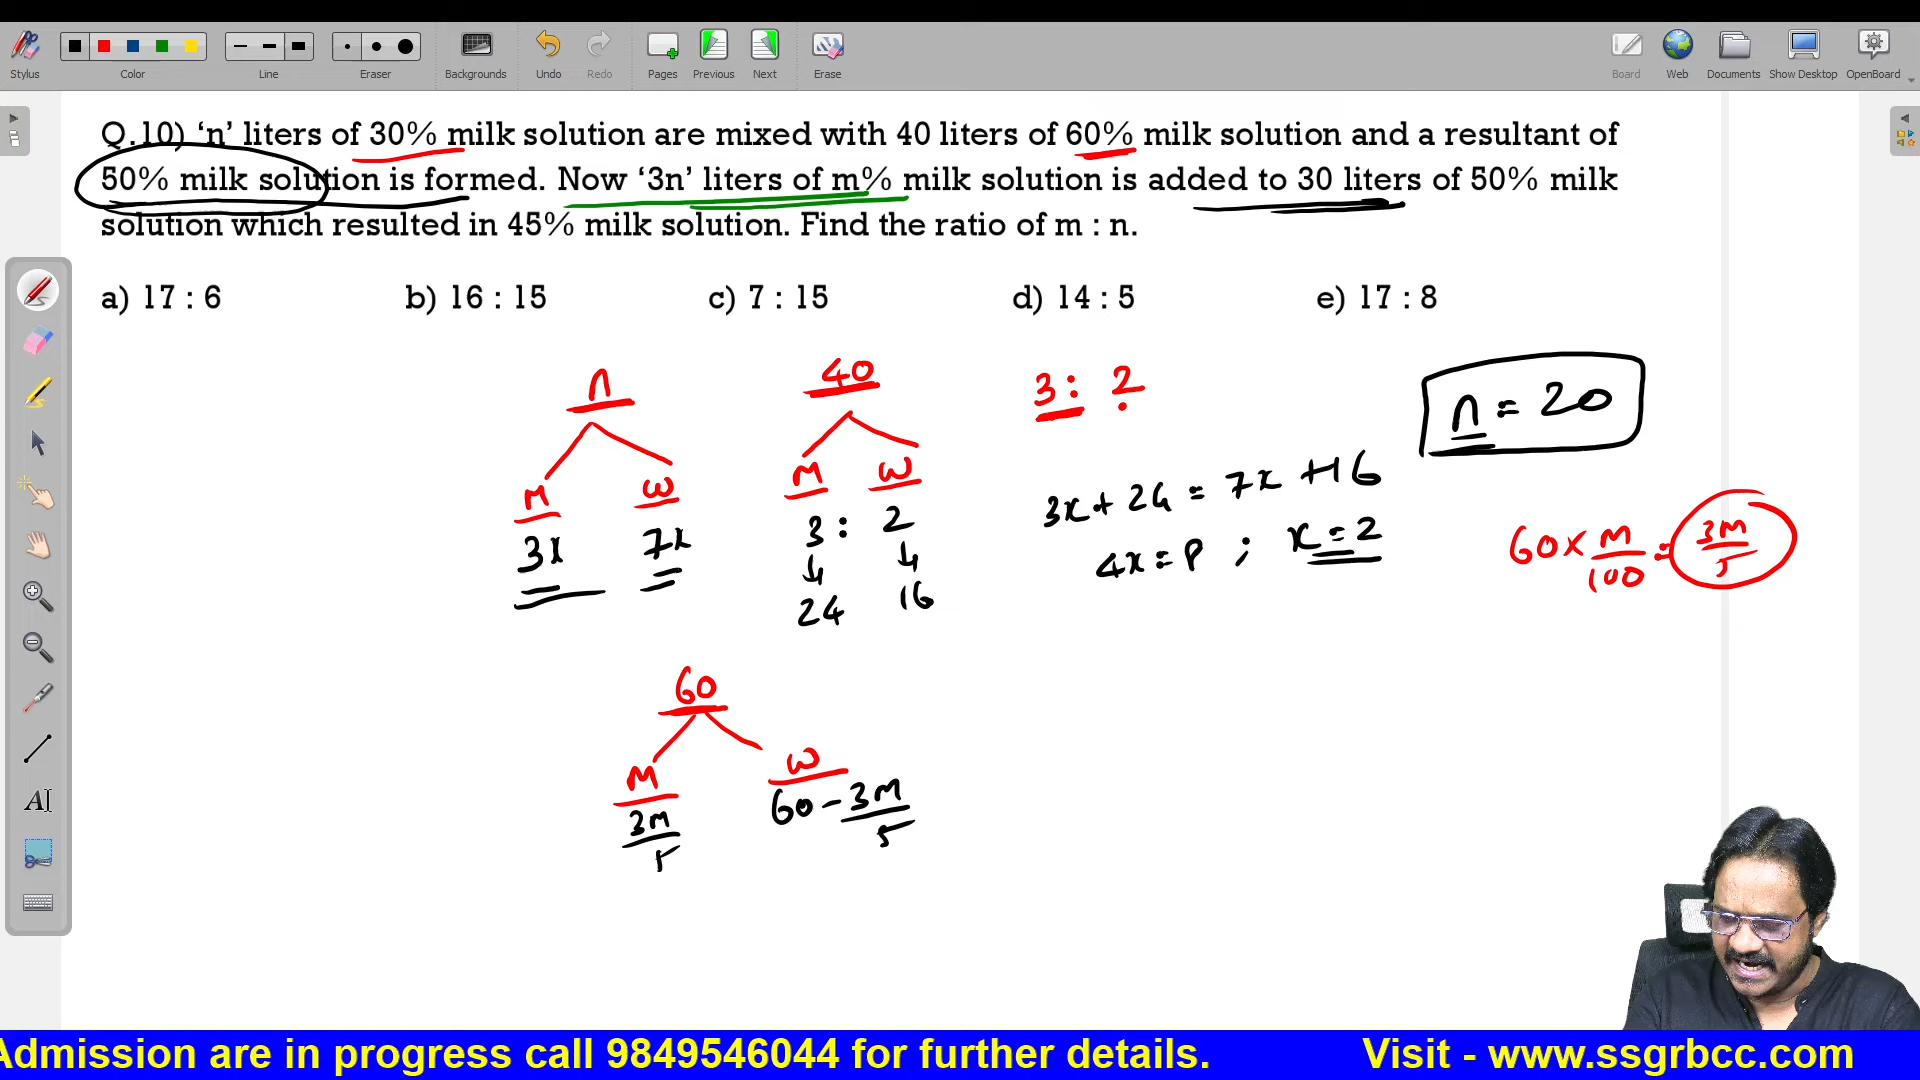 Stylus
Color
Line
Eraser
Backgrounds
Undo
Redo
Pages
Previous
Next
Erase
Board
Web
Documents
Show Desktop
OpenBoard
Q.10) ‘n’ liters of 30% milk solution are mixed with 40 liters of 60% milk solution and a resultant of
50% milk solution is formed. Now ‘3n’ liters of m% milk solution is added to 30 liters of 50% milk
solution which resulted in 45% milk solution. Find the ratio of m : n.
a) 17 : 6
b) 16 : 15
c) 7 : 15
d) 14 : 5
e) 17 : 8
n
M W
3x 7x
40
M W
3 : 2
24 16
3 : 2
3x + 24 = 7x + 16
4x = 8 ; x = 2
n = 20
60 × M/100 = 3M/5
60
M W
3M/5 60 - 3M/5
Admission are in progress call 9849546044 for further details.
Visit - www.ssgrbcc.com